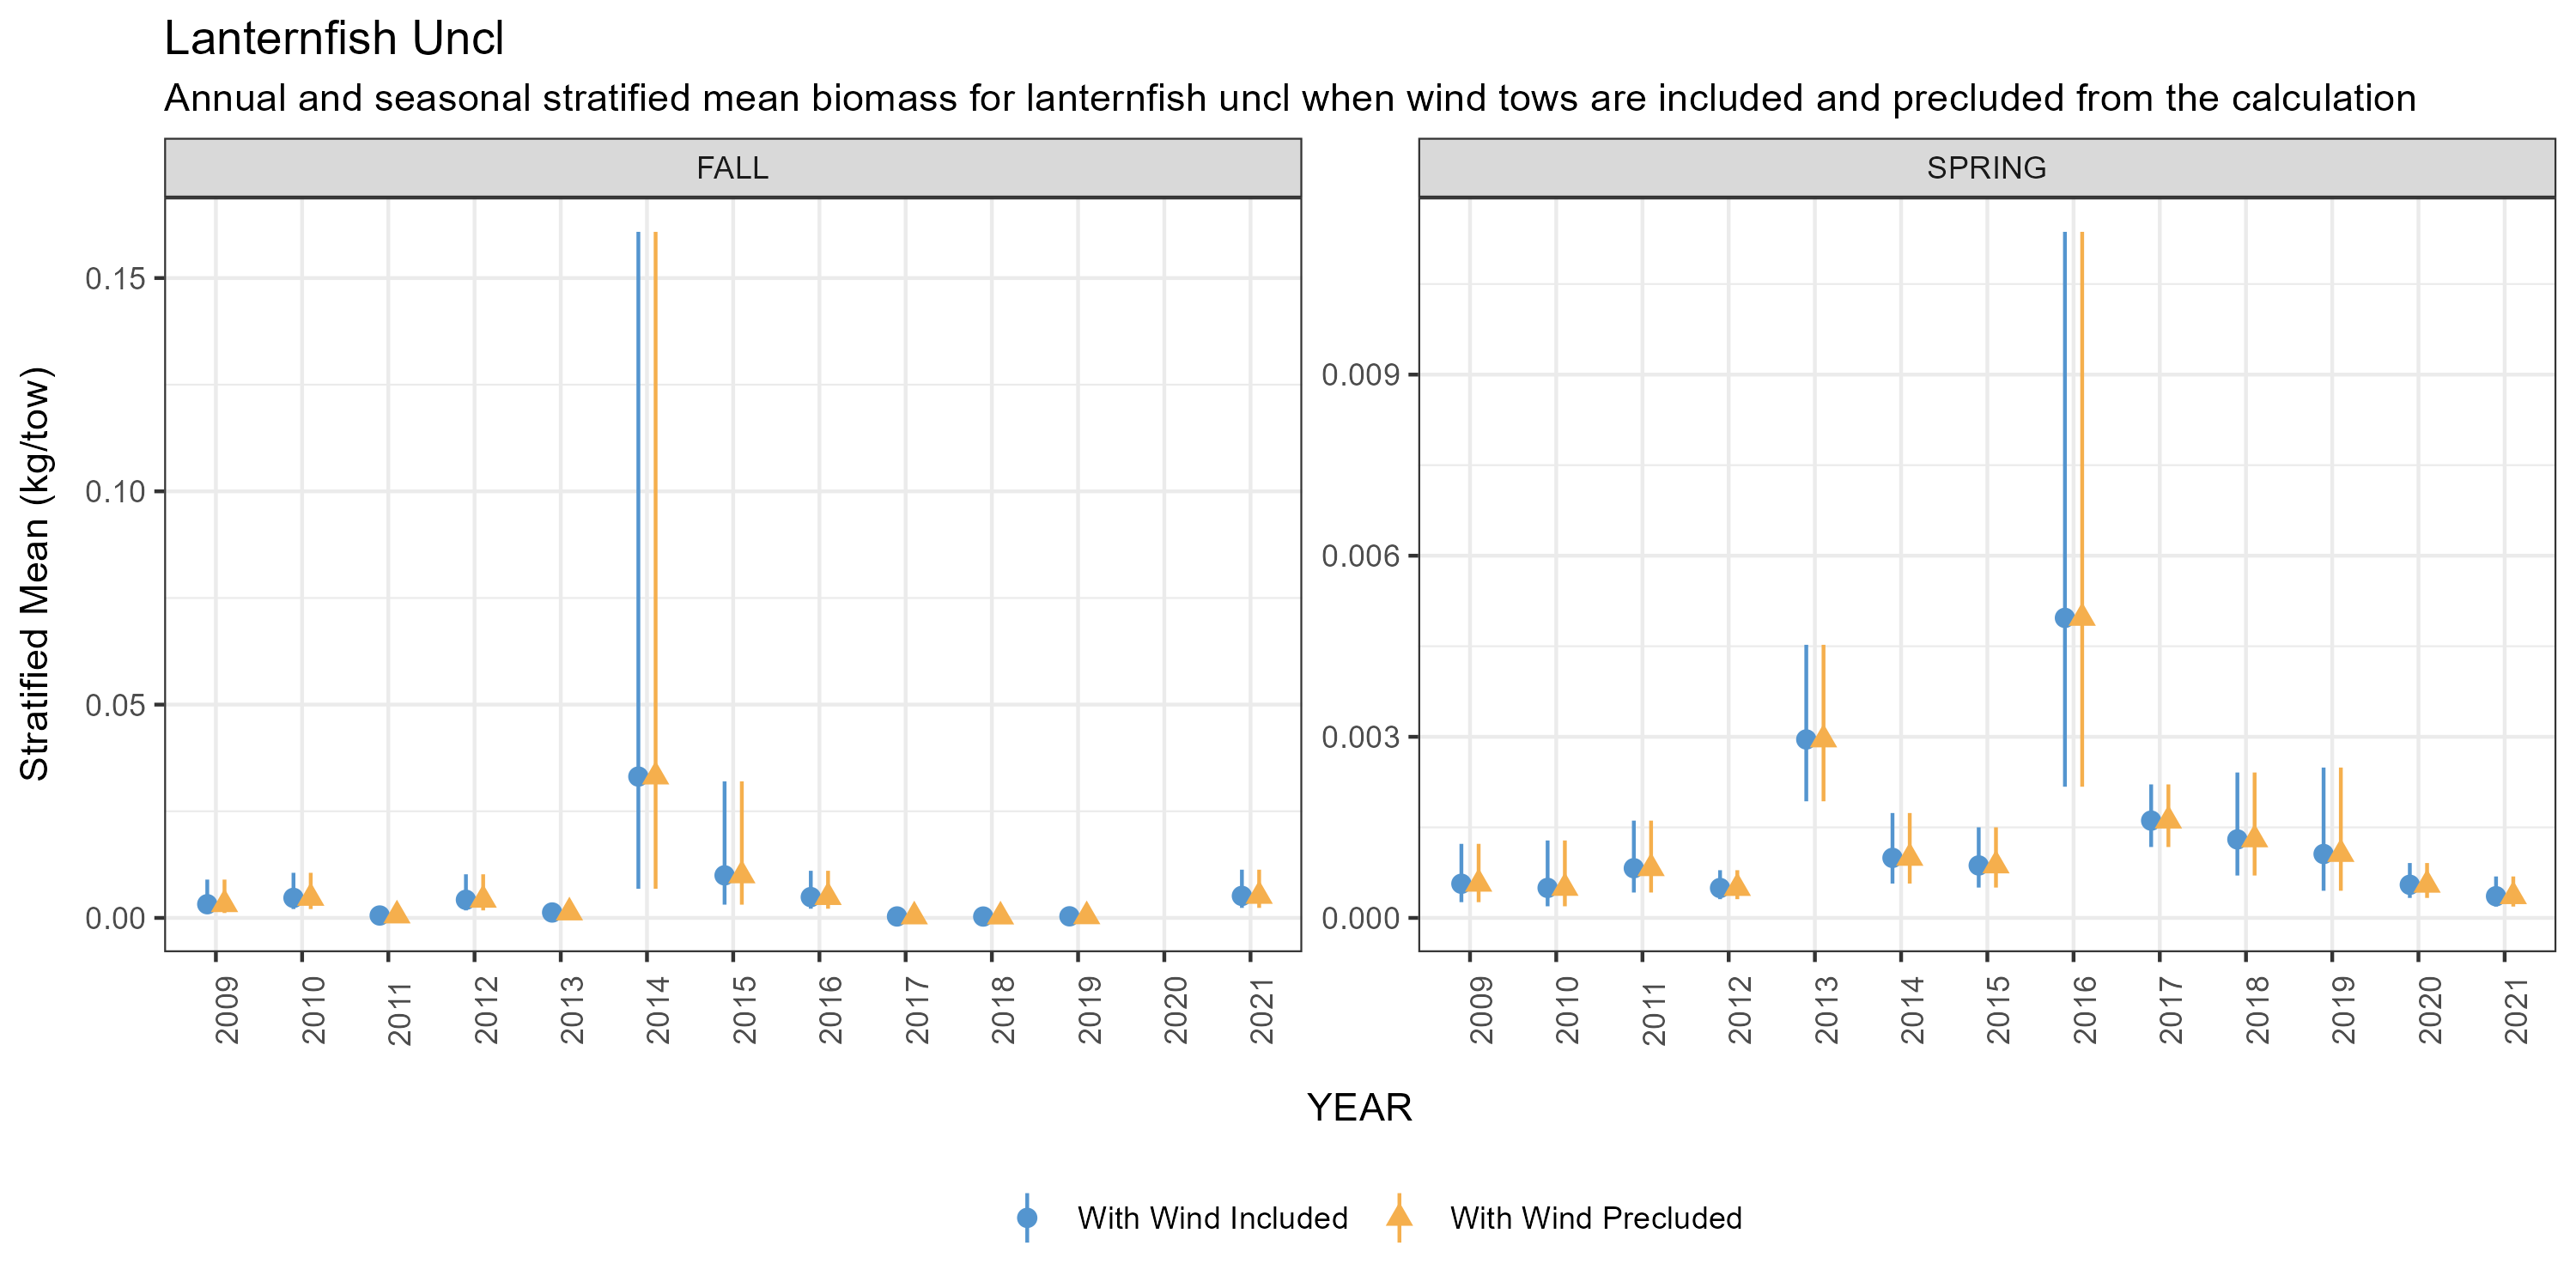 Lanternfish Uncl
Annual and seasonal stratified mean biomass for lanternfish uncl when wind tows are included and precluded from the calculation
FALL
SPRING
Stratified Mean (kg/tow)
0.15
0.10
0.05
0.00
0.009
0.006
0.003
0.000
2009 2010 2011 2012 2013 2014 2015 2016 2017 2018 2019 2020 2021
2009 2010 2011 2012 2013 2014 2015 2016 2017 2018 2019 2020 2021
YEAR
With Wind Included With Wind Precluded